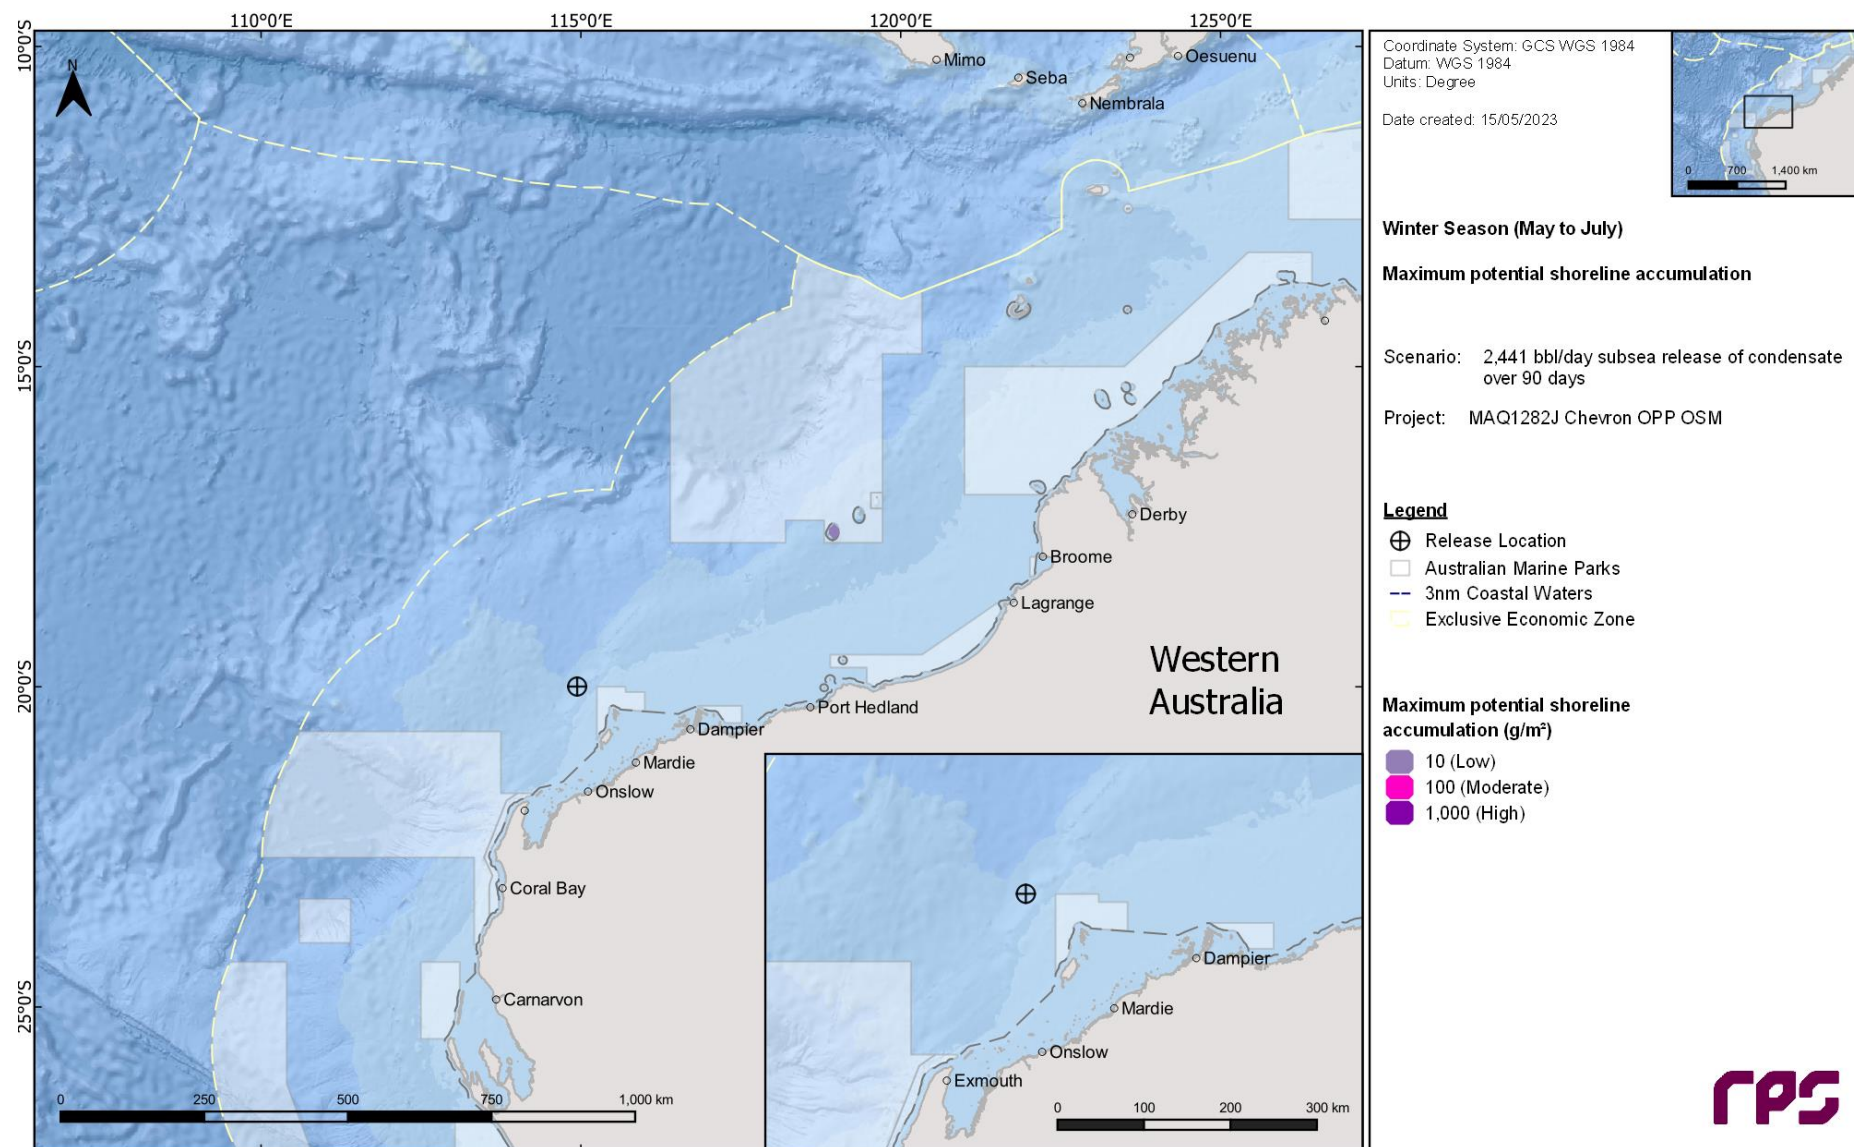 110°0'E 115°0'E 120°0'E 125°0'E
10°0'S
15°0'S
20°0'S
25°0'S
N
Mimo
Seba
Oesuenu
Nembrala
Derby
Broome
Lagrange
Western
Australia
Port Hedland
Dampier
Mardie
Onslow
Coral Bay
Carnarvon
0 250 500 750 1,000 km
Dampier
Mardie
Onslow
Exmouth
0 100 200 300 km
Coordinate System: GCS WGS 1984
Datum: WGS 1984
Units: Degree
Date created: 15/05/2023
0 700 1,400 km
Winter Season (May to July)
Maximum potential shoreline accumulation
Scenario: 2,441 bbl/day subsea release of condensate
over 90 days
Project: MAQ1282J Chevron OPP OSM
Legend
Release Location
Australian Marine Parks
3nm Coastal Waters
Exclusive Economic Zone
Maximum potential shoreline
accumulation (g/m²)
10 (Low)
100 (Moderate)
1,000 (High)
rps